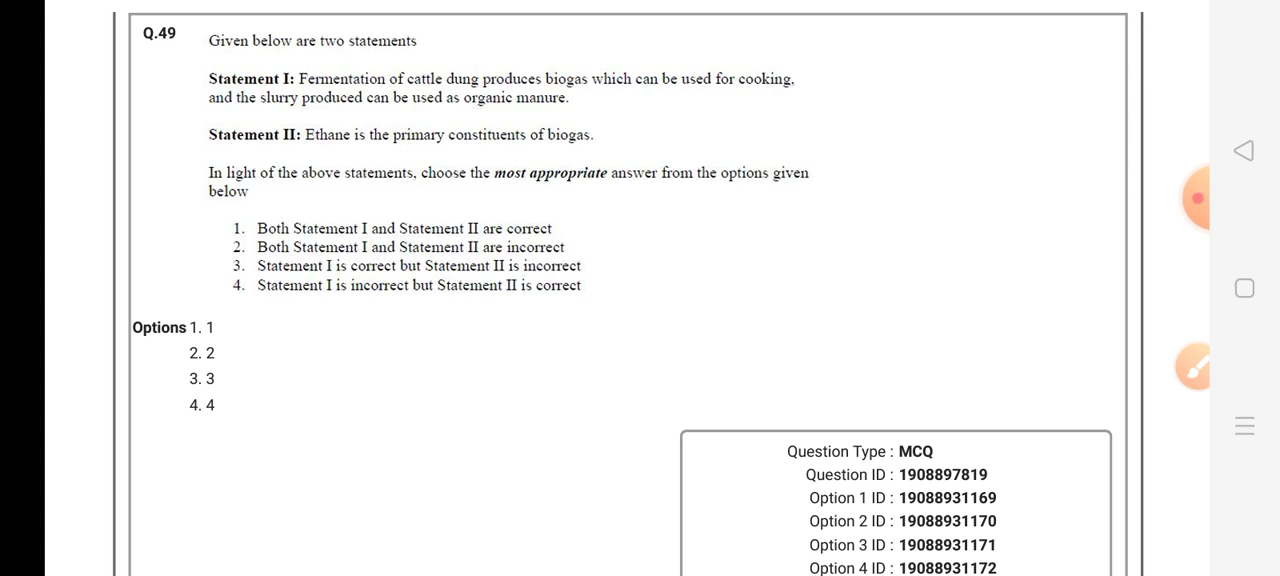 Q.49
Given below are two statements
Statement I: Fermentation of cattle dung produces biogas which can be used for cooking,
and the slurry produced can be used as organic manure.
Statement II: Ethane is the primary constituents of biogas.
In light of the above statements, choose the most appropriate answer from the options given
below
1. Both Statement I and Statement II are correct
2. Both Statement I and Statement II are incorrect
3. Statement I is correct but Statement II is incorrect
4. Statement I is incorrect but Statement II is correct
Options 1. 1
2. 2
3. 3
4. 4
Question Type : MCQ
Question ID : 1908897819
Option 1 ID : 19088931169
Option 2 ID : 19088931170
Option 3 ID : 19088931171
Option 4 ID : 19088931172